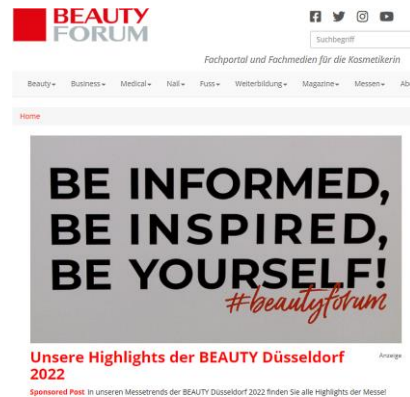 BEAUTY
FORUM
Suchbegriff
Fachportal und Fachmedien für die Kosmetikerin
Beauty Business Medical Nail Fuss Weiterbildung Magazine Messen Ab
Home
BE INFORMED,
BE INSPIRED,
BE YOURSELF!
#beautyforum
Unsere Highlights der BEAUTY Düsseldorf
Anzeige
2022
Sponsored Post In unseren Messetrends der BEAUTY Düsseldorf 2022 finden Sie alle Highlights der Messe!